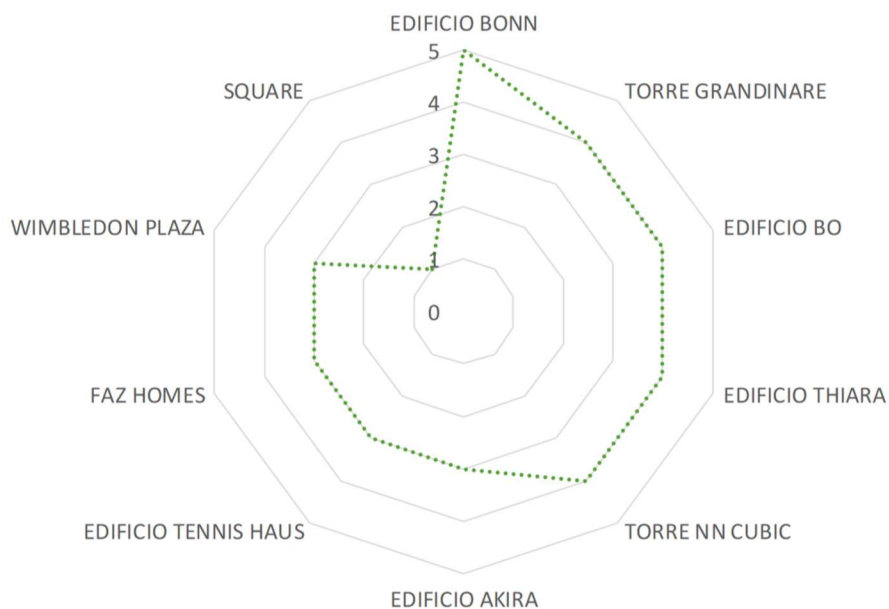 EDIFICIO BONN
5
SQUARE
TORRE GRANDINARE
4
3
WIMBLEDON PLAZA
2
EDIFICIO BO
1
0
FAZ HOMES
EDIFICIO THIARA
EDIFICIO TENNIS HAUS
TORRE NN CUBIC
EDIFICIO AKIRA